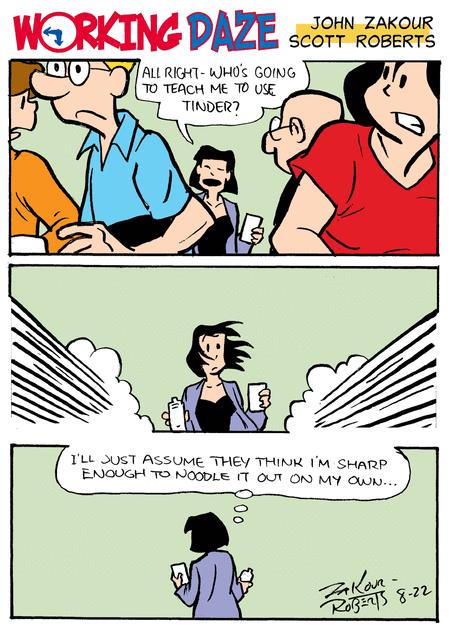 WORKING DAZE
JOHN ZAKOUR
SCOTT ROBERTS
ALL RIGHT- WHO'S GOING
TO TEACH ME TO USE
TINDER?
I'LL JUST ASSUME THEY THINK I'M SHARP
ENOUGH TO NOODLE IT OUT ON MY OWN...
ZAKOUR-
ROBERTS 8-22